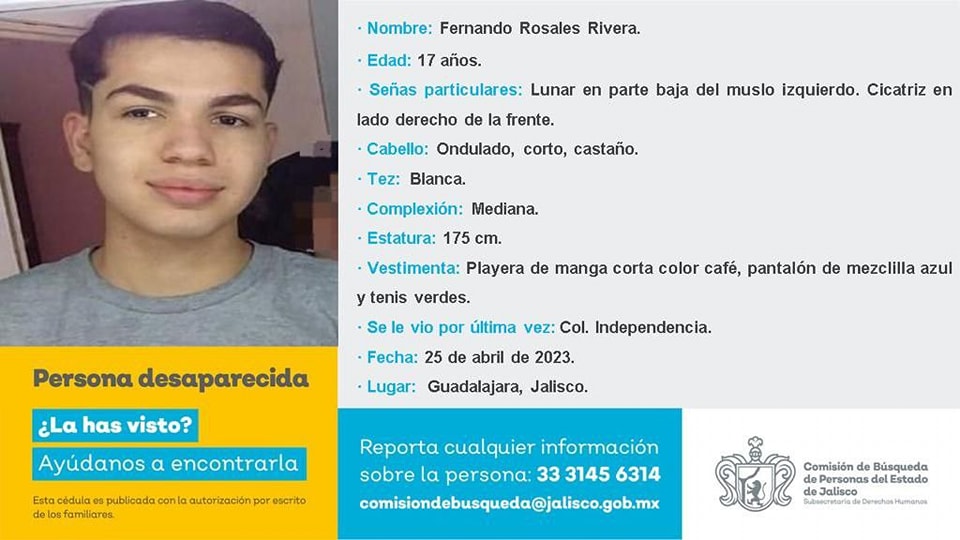 · Nombre: Fernando Rosales Rivera.
· Edad: 17 años.
· Señas particulares: Lunar en parte baja del muslo izquierdo. Cicatriz en
lado derecho de la frente.
· Cabello: Ondulado, corto, castaño.
· Tez: Blanca.
· Complexión: Mediana.
· Estatura: 175 cm.
· Vestimenta: Playera de manga corta color café, pantalón de mezclilla azul
y tenis verdes.
· Se le vio por última vez: Col. Independencia.
· Fecha: 25 de abril de 2023.
· Lugar: Guadalajara, Jalisco.
Persona desaparecida
¿La has visto?
Ayúdanos a encontrarla
Esta cédula es publicada con la autorización por escrito
de los familiares.
Reporta cualquier información
sobre la persona: 33 3145 6314
comisiondebusqueda@jalisco.gob.mx
Comisión de Búsqueda
de Personas del Estado
de Jalisco
Subsecretaría de Derechos Humanos